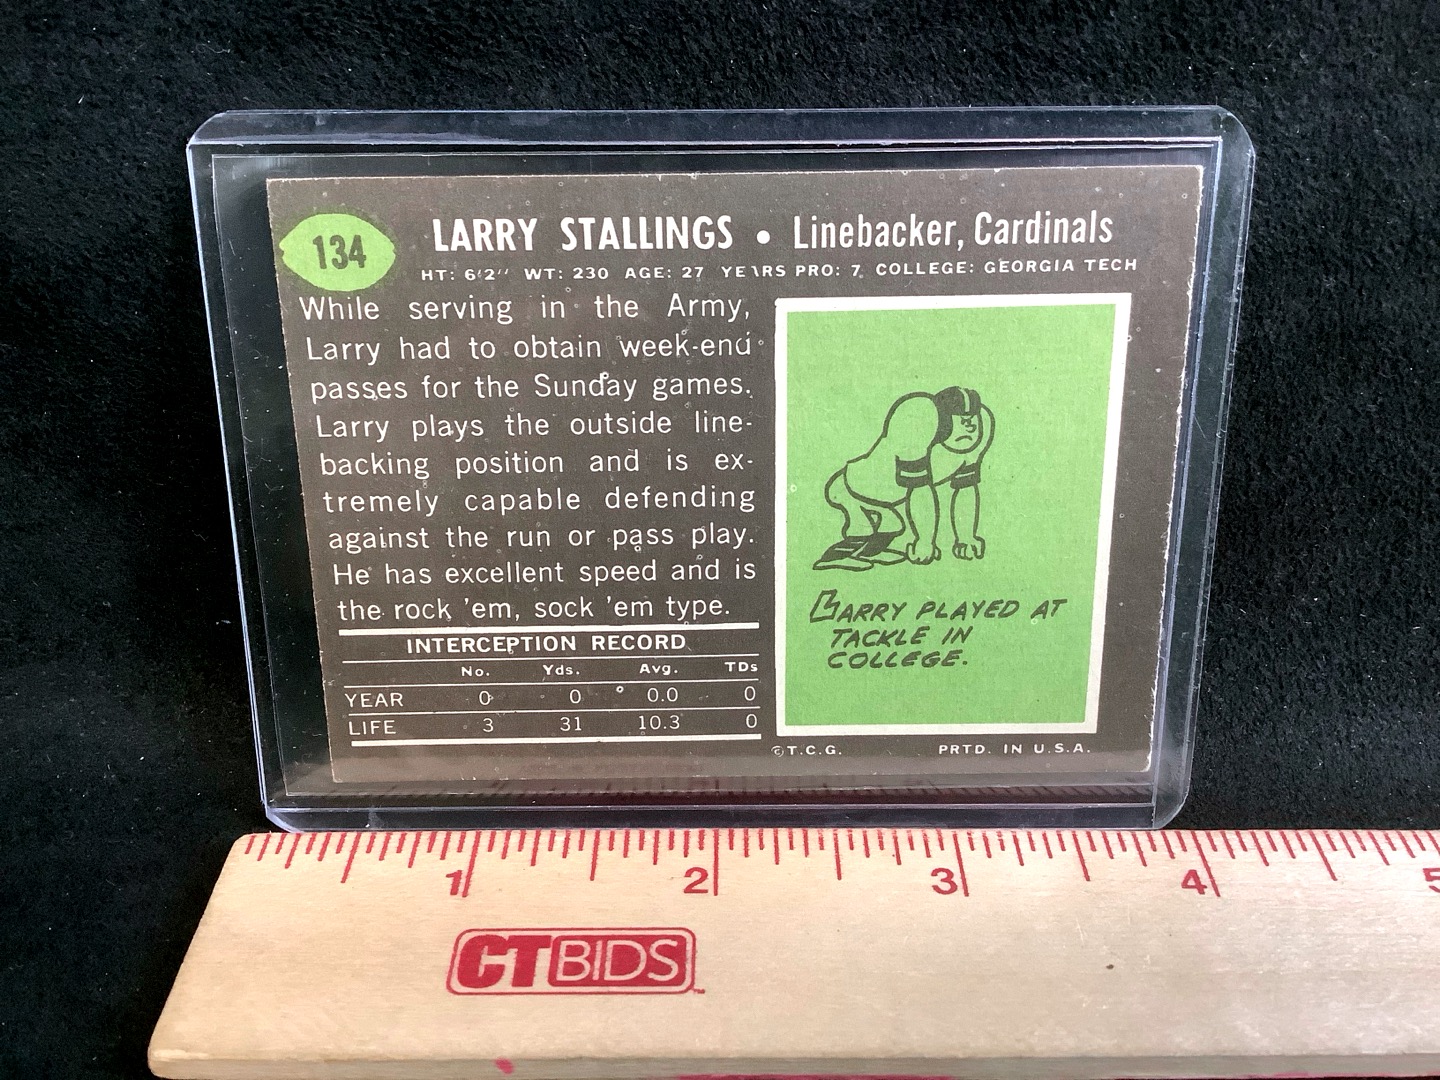 134
LARRY STALLINGS • Linebacker, Cardinals
HT: 6'2'' WT: 230 AGE: 27 YEARS PRO: 7 COLLEGE: GEORGIA TECH
While serving in the Army,
Larry had to obtain week-end
passes for the Sunday games.
Larry plays the outside line-
backing position and is ex-
tremely capable defending
against the run or pass play.
He has excellent speed and is
the rock 'em, sock 'em type.
INTERCEPTION RECORD
No. Yds. Avg. TDs
YEAR 0 0 0.0 0
LIFE 3 31 10.3 0
LARRY PLAYED AT
TACKLE IN
COLLEGE.
©T.C.G. PRTD. IN U.S.A.
1 2 3 4 5
CTBIDS™